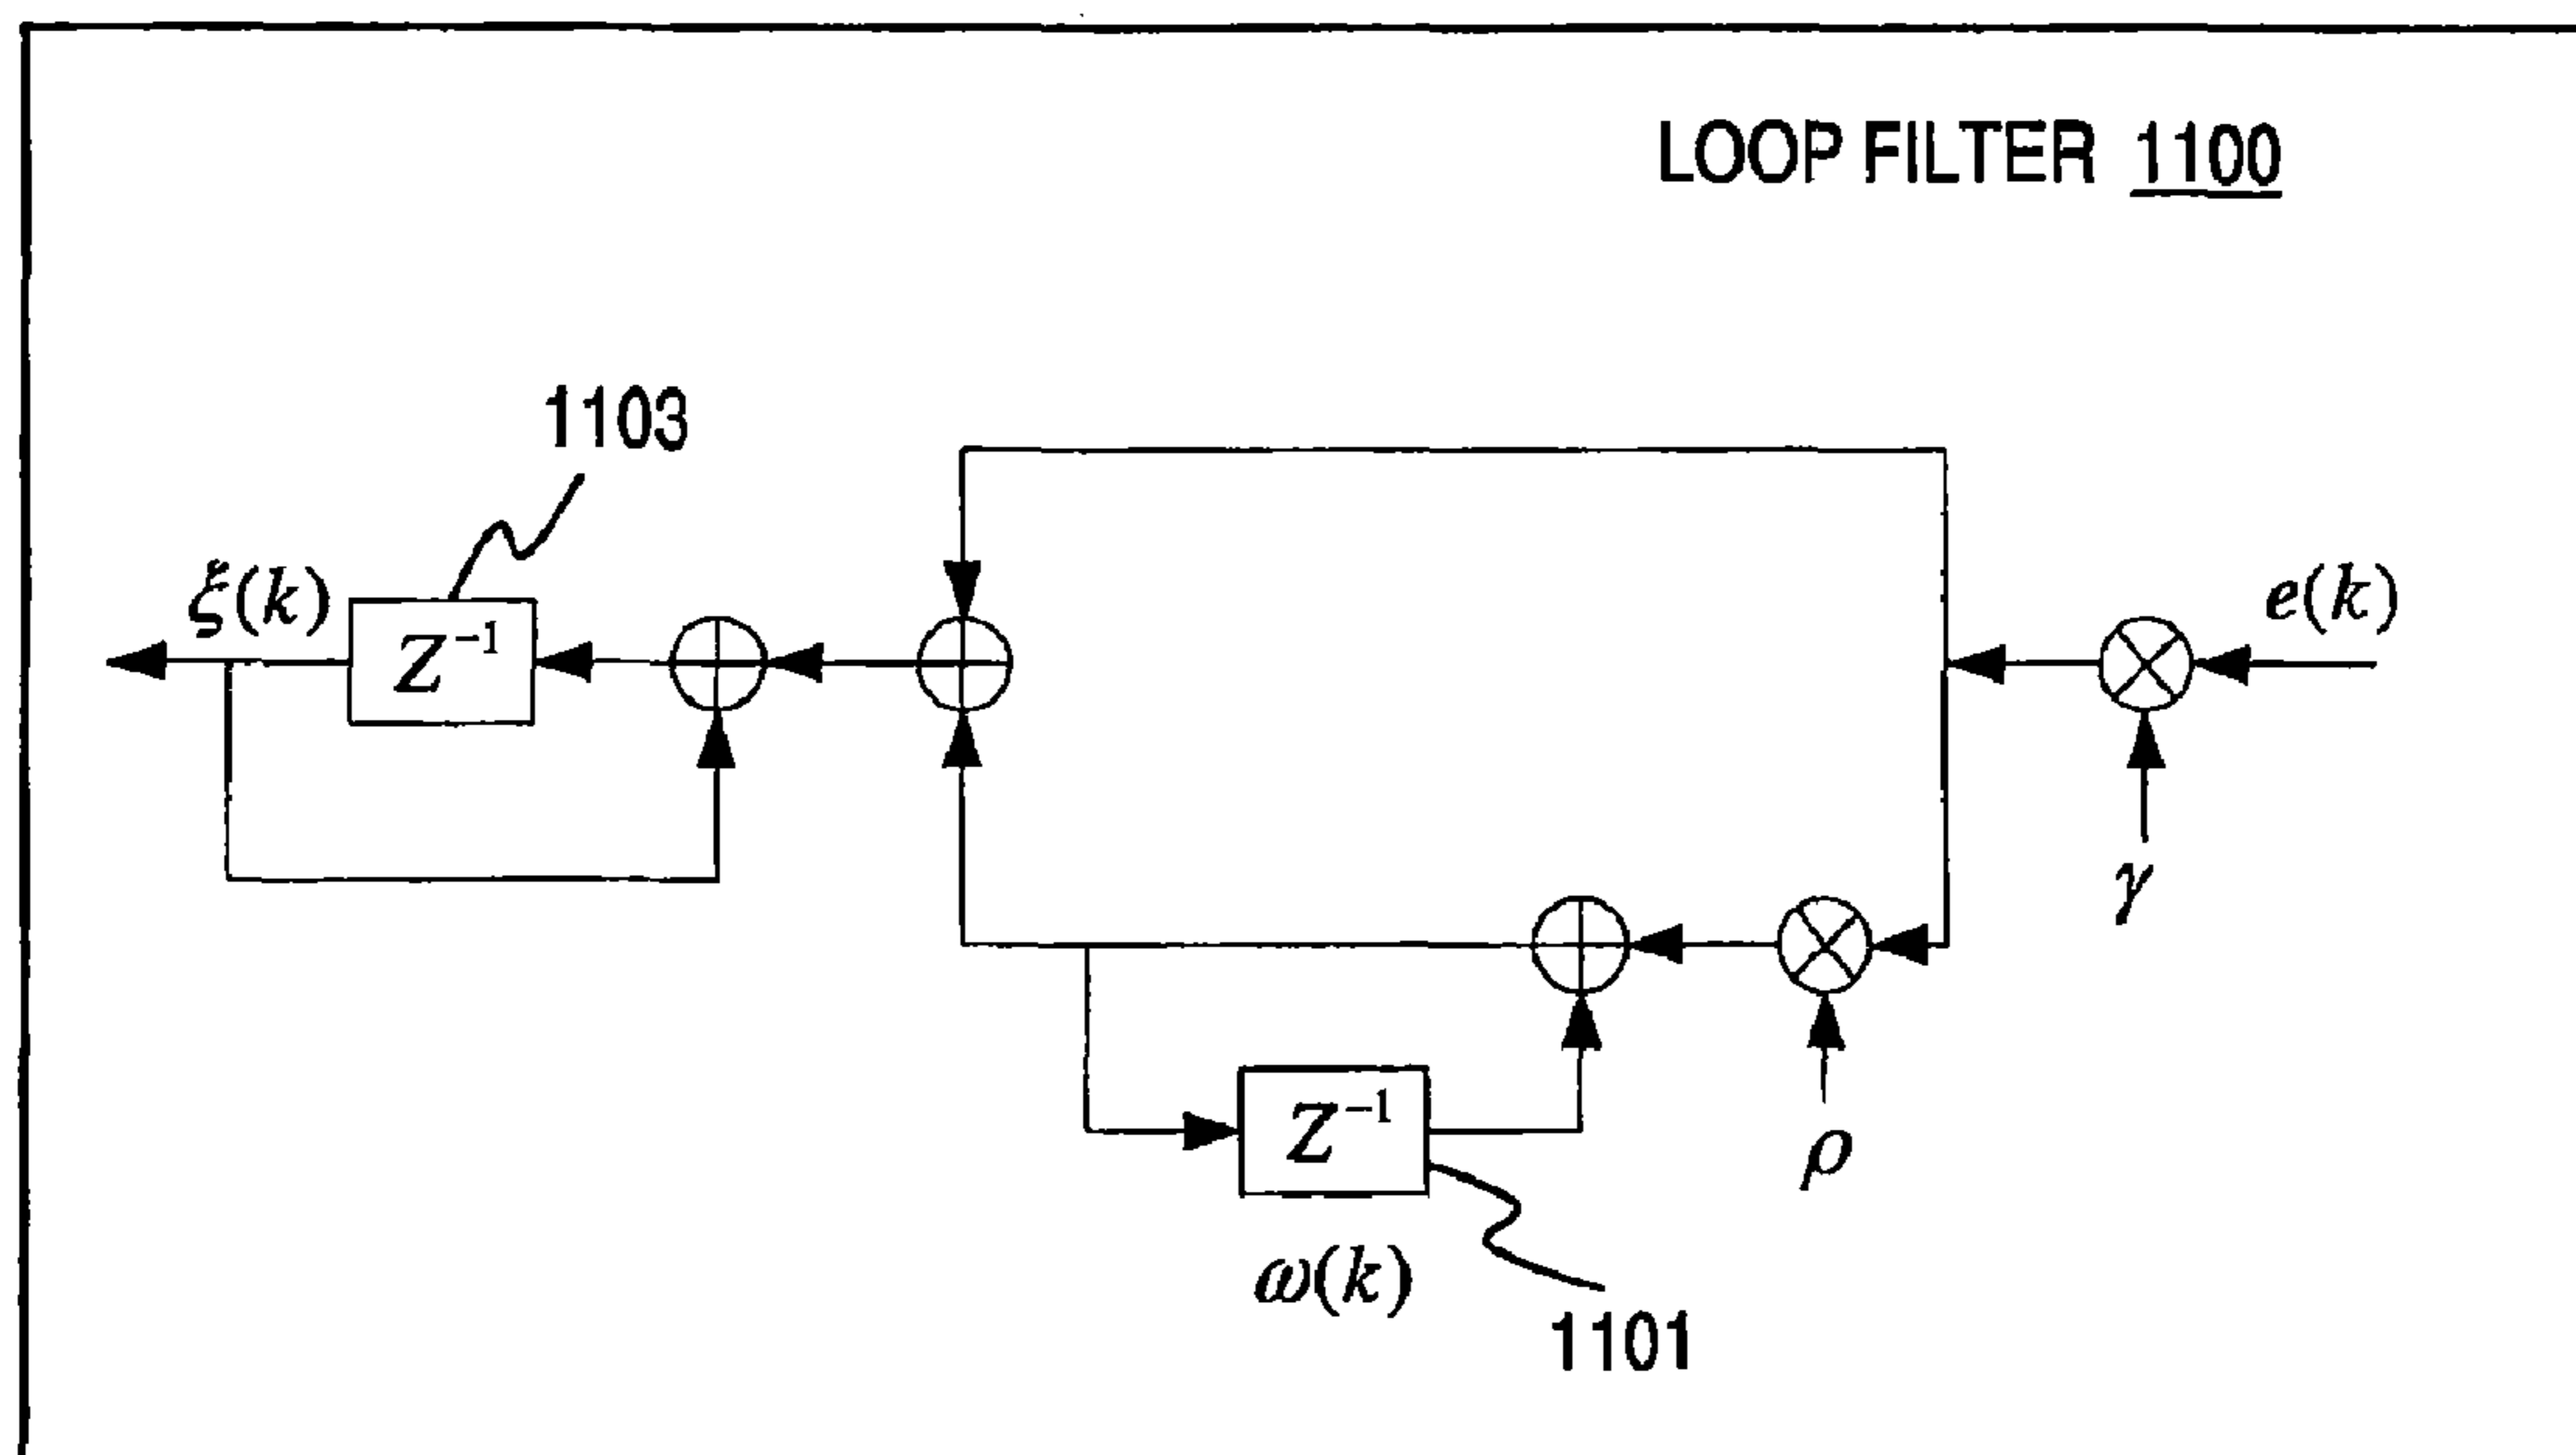 LOOP FILTER 1100
1103
ξ(k)
Z⁻¹
e(k)
γ
ρ
Z⁻¹
ω(k)
1101